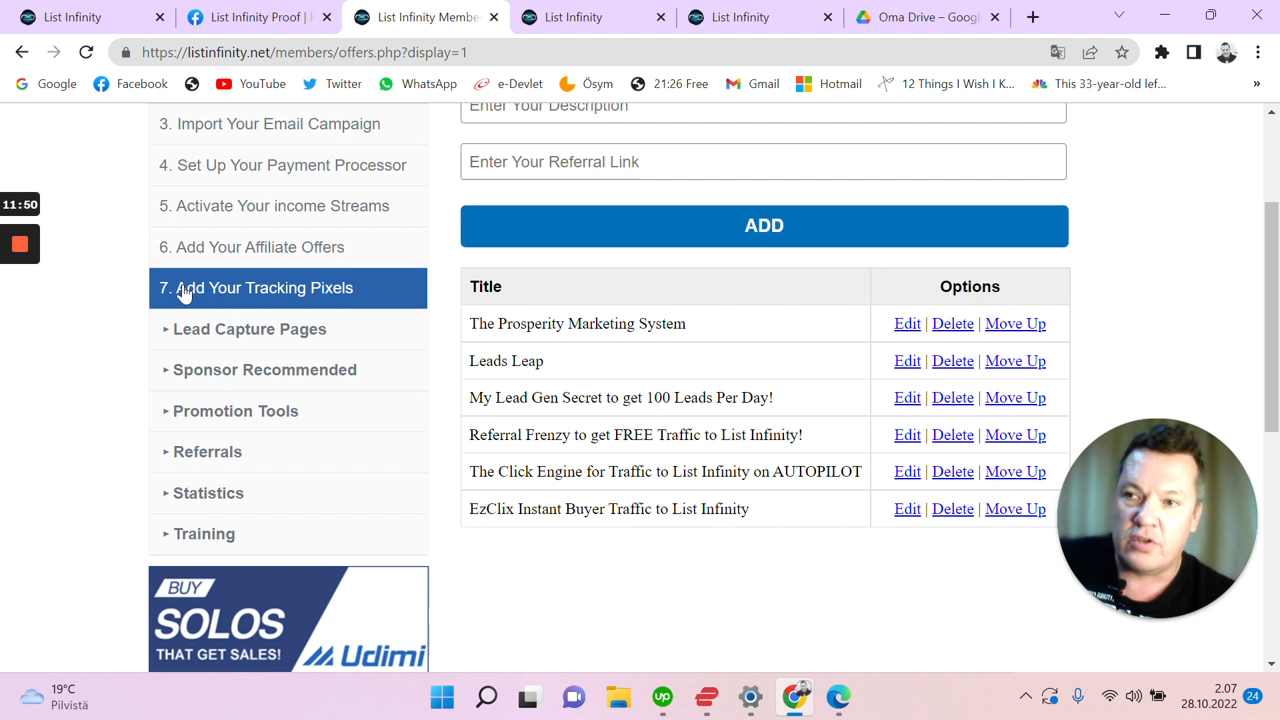 List Infinity
List Infinity Proof | 
List Infinity Membe
List Infinity
List Infinity
Oma Drive – Googl
https://listinfinity.net/members/offers.php?display=1
Google
Facebook
YouTube
Twitter
WhatsApp
e-Devlet
Ösym
21:26 Free
Gmail
Hotmail
12 Things I Wish I K...
This 33-year-old lef...
»
Enter Your Description
3. Import Your Email Campaign
4. Set Up Your Payment Processor
5. Activate Your income Streams
6. Add Your Affiliate Offers
7. Add Your Tracking Pixels
Lead Capture Pages
Sponsor Recommended
Promotion Tools
Referrals
Statistics
Training
11:50
Enter Your Referral Link
ADD
Title Options
The Prosperity Marketing System Edit | Delete | Move Up
Leads Leap Edit | Delete | Move Up
My Lead Gen Secret to get 100 Leads Per Day! Edit | Delete | Move Up
Referral Frenzy to get FREE Traffic to List Infinity! Edit | Delete | Move Up
The Click Engine for Traffic to List Infinity on AUTOPILOT Edit | Delete | Move Up
EzClix Instant Buyer Traffic to List Infinity Edit | Delete | Move Up
BUY
SOLOS
THAT GET SALES!
Udimi
19°C
Pilvistä
up
2.07
28.10.2022
24